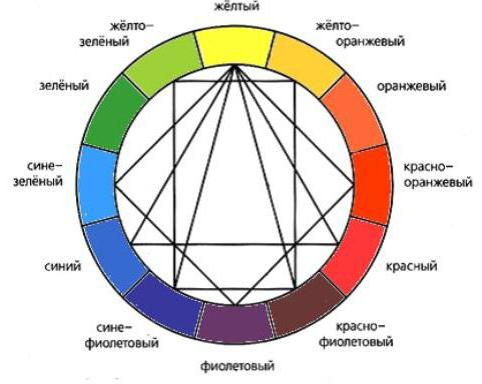 жёлтый
жёлто–
зелёный
жёлто–
оранжевый
зелёный
оранжевый
сине–
зелёный
красно–
оранжевый
синий
красный
сине–
фиолетовый
красно–
фиолетовый
фиолетовый